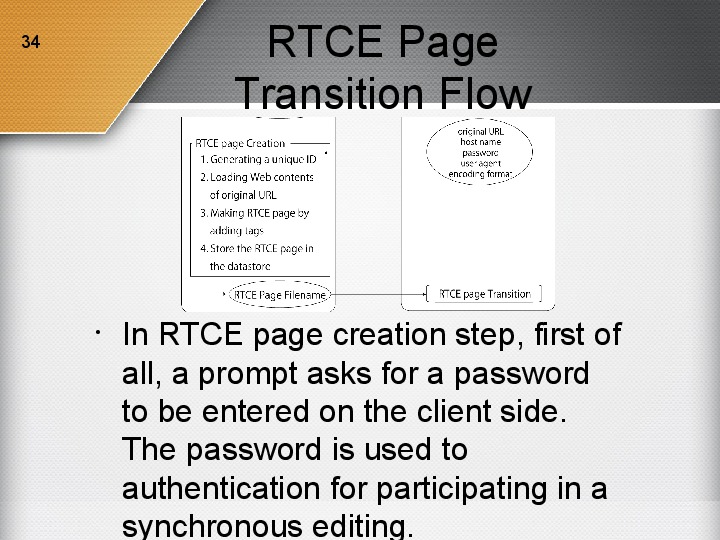 34
RTCE Page
Transition Flow
RTCE page Creation
1. Generating a unique ID
2. Loading Web contents
of original URL
3. Making RTCE page by
adding tags
4. Store the RTCE page in
the datastore
RTCE Page Filename
original URL
host name
password
user agent
encoding format
RTCE page Transition
• In RTCE page creation step, first of
all, a prompt asks for a password
to be entered on the client side.
The password is used to
authentication for participating in a
synchronous editing.